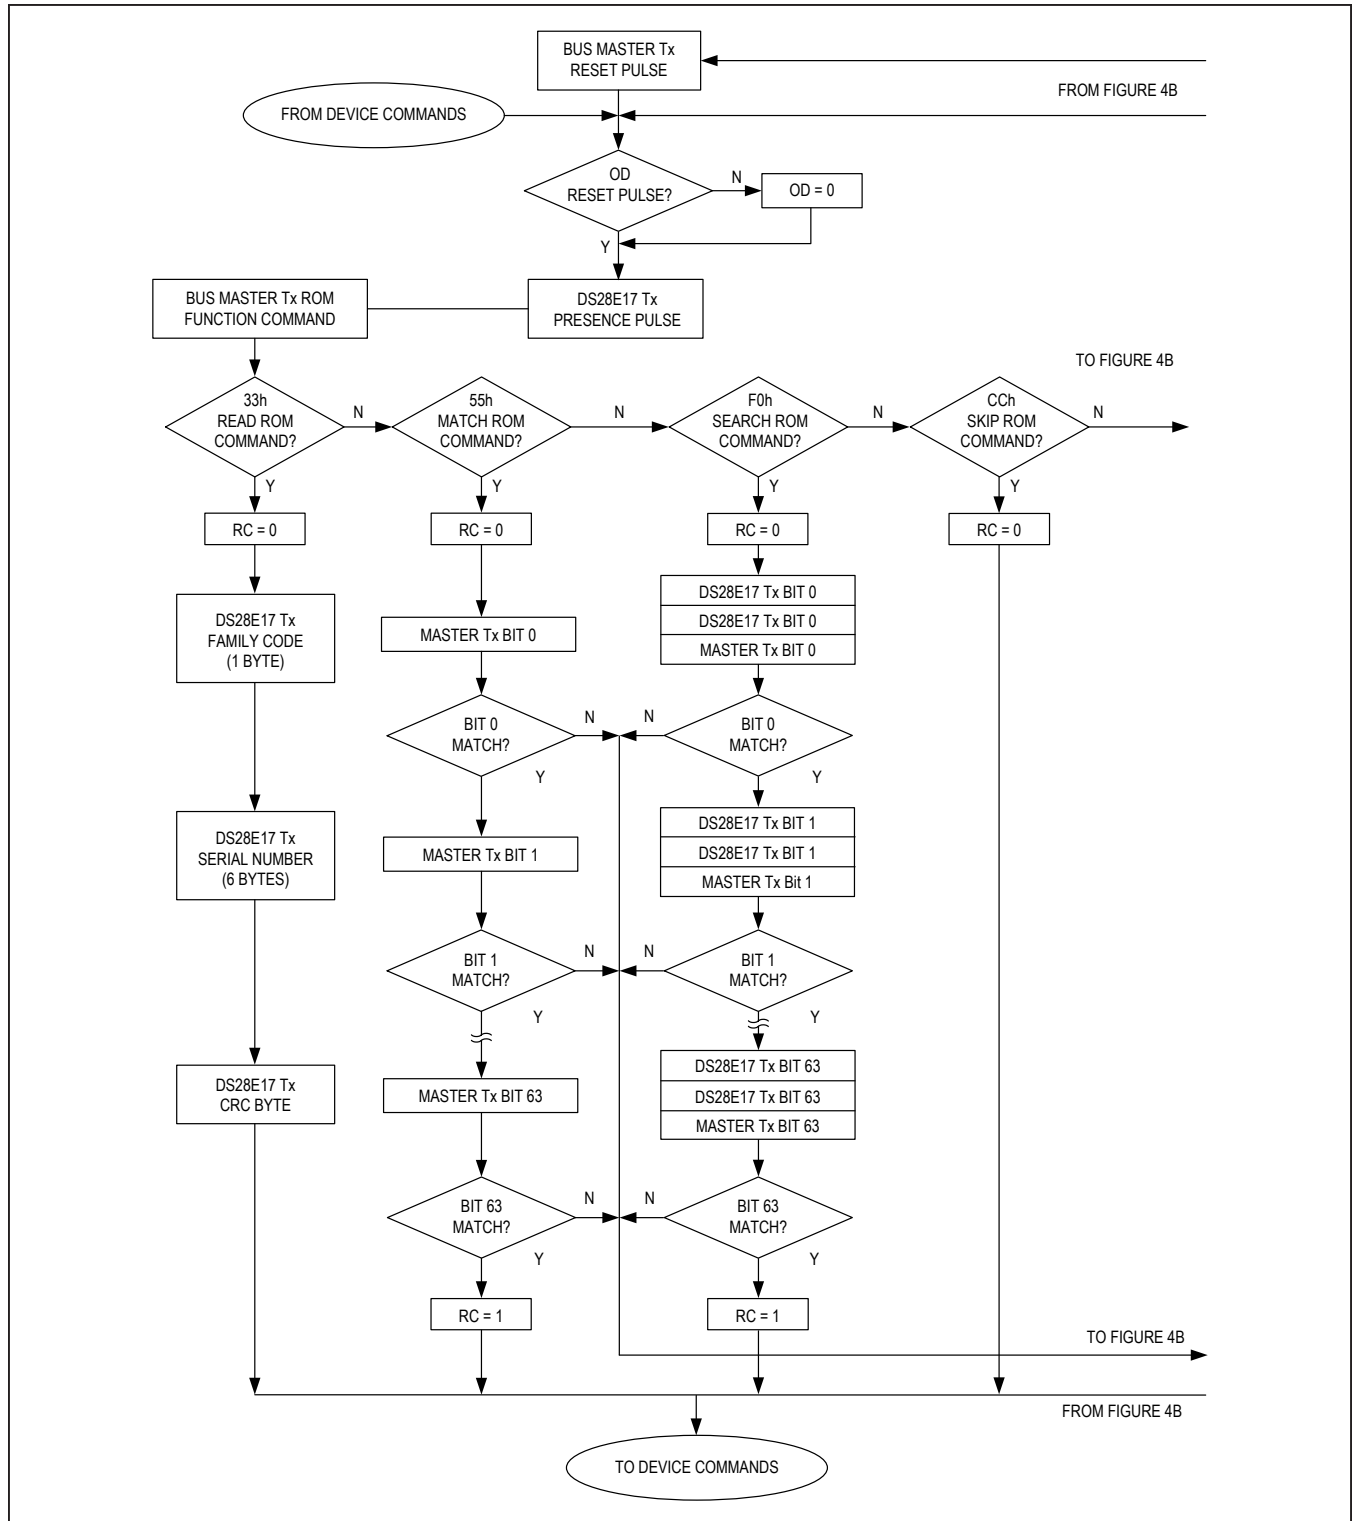 BUS MASTER Tx
RESET PULSE
FROM FIGURE 4B
FROM DEVICE COMMANDS
OD
RESET PULSE?
N
OD = 0
Y
BUS MASTER Tx ROM
FUNCTION COMMAND
DS28E17 Tx
PRESENCE PULSE
TO FIGURE 4B
33h
READ ROM
COMMAND?
N
55h
MATCH ROM
COMMAND?
N
F0h
SEARCH ROM
COMMAND?
N
CCh
SKIP ROM
COMMAND?
N
Y
Y
Y
Y
RC = 0
RC = 0
RC = 0
RC = 0
DS28E17 Tx
FAMILY CODE
(1 BYTE)
MASTER Tx BIT 0
DS28E17 Tx BIT 0
DS28E17 Tx BIT 0
MASTER Tx BIT 0
BIT 0
MATCH?
N
N
BIT 0
MATCH?
Y
Y
DS28E17 Tx
SERIAL NUMBER
(6 BYTES)
MASTER Tx BIT 1
DS28E17 Tx BIT 1
DS28E17 Tx BIT 1
MASTER Tx Bit 1
BIT 1
MATCH?
N
N
BIT 1
MATCH?
Y
Y
DS28E17 Tx
CRC BYTE
MASTER Tx BIT 63
DS28E17 Tx BIT 63
DS28E17 Tx BIT 63
MASTER Tx BIT 63
BIT 63
MATCH?
N
N
BIT 63
MATCH?
Y
Y
RC = 1
RC = 1
TO FIGURE 4B
FROM FIGURE 4B
TO DEVICE COMMANDS